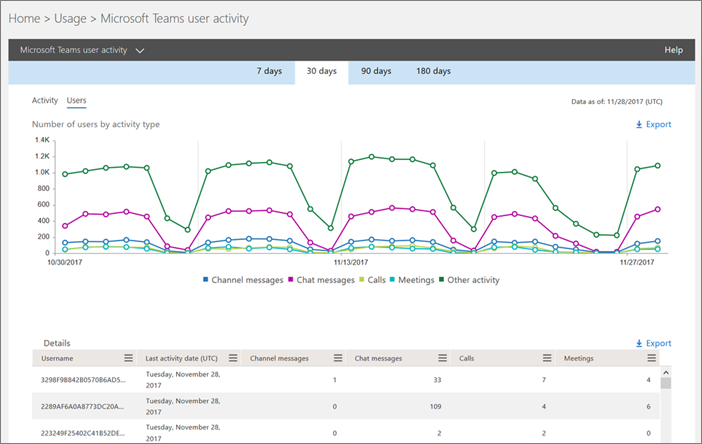 Home > Usage > Microsoft Teams user activity
Microsoft Teams user activity Help
7 days 30 days 90 days 180 days
Activity Users Data as of: 11/28/2017 (UTC)
Number of users by activity type Export
1.4K
1.2K
1.0K
800
600
400
200
0
10/30/2017 11/13/2017 11/27/2017
Channel messages Chat messages Calls Meetings Other activity
Details Export
Username Last activity date (UTC) Channel messages Chat messages Calls Meetings
3298F9B842B0570B6AD5... Tuesday, November 28, 2017 1 33 7 4
2289AF6A0A8773DC20A... Tuesday, November 28, 2017 0 109 4 6
223249F25402C41B52DE... Tuesday, November 28, 0 2 2 0